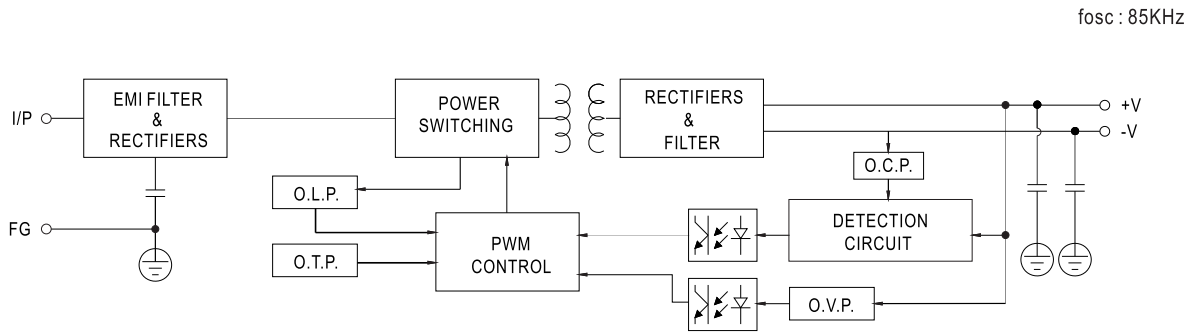 fosc : 85KHz
I/P
EMI FILTER
&
RECTIFIERS
POWER
SWITCHING
RECTIFIERS
&
FILTER
+V
-V
O.C.P.
O.L.P.
FG
PWM
CONTROL
DETECTION
CIRCUIT
O.T.P.
O.V.P.